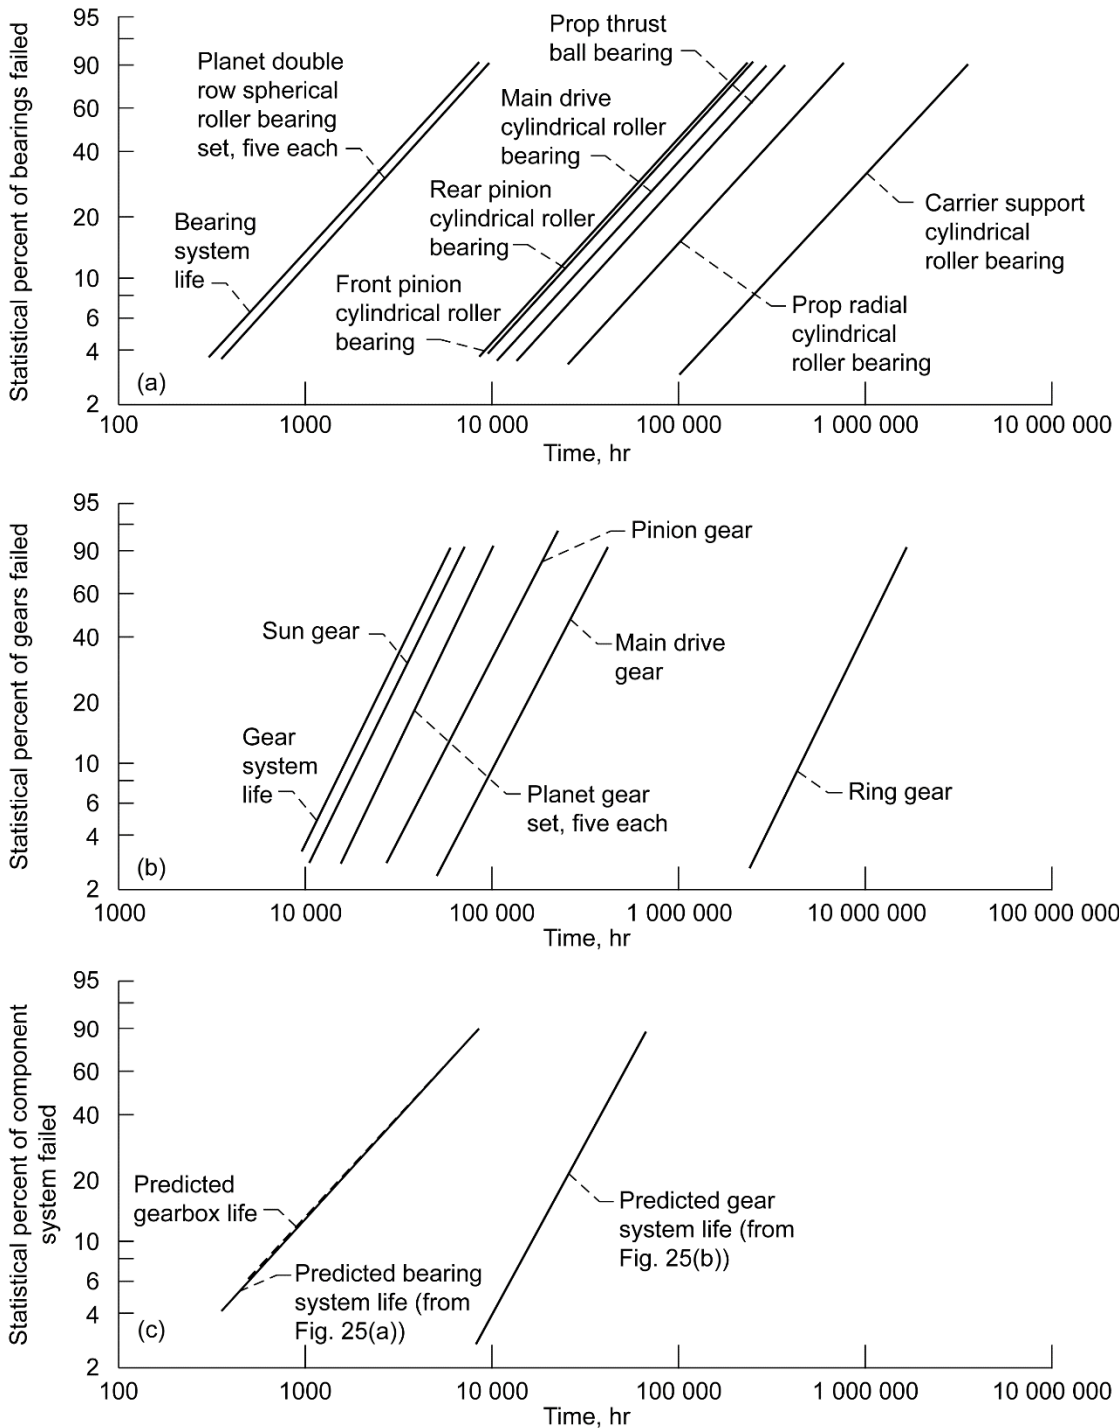 Statistical percent of bearings failed
95
90
60
40
20
10
6
4
2
Planet double
row spherical
roller bearing
set, five each
Bearing
system
life
Prop thrust
ball bearing
Main drive
cylindrical roller
bearing
Rear pinion
cylindrical roller
bearing
Front pinion
cylindrical roller
bearing
Carrier support
cylindrical
roller bearing
Prop radial
cylindrical
roller bearing
(a)
100
1000
10 000
100 000
1 000 000
10 000 000
Time, hr
Statistical percent of gears failed
95
90
60
40
20
10
6
4
2
Pinion gear
Sun gear
Main drive
gear
Gear
system
life
Planet gear
set, five each
Ring gear
(b)
1000
10 000
100 000
1 000 000
10 000 000
100 000 000
Time, hr
Statistical percent of component
system failed
95
90
60
40
20
10
6
4
2
Predicted
gearbox life
Predicted bearing
system life (from
Fig. 25(a))
Predicted gear
system life (from
Fig. 25(b))
(c)
100
1000
10 000
100 000
1 000 000
10 000 000
Time, hr